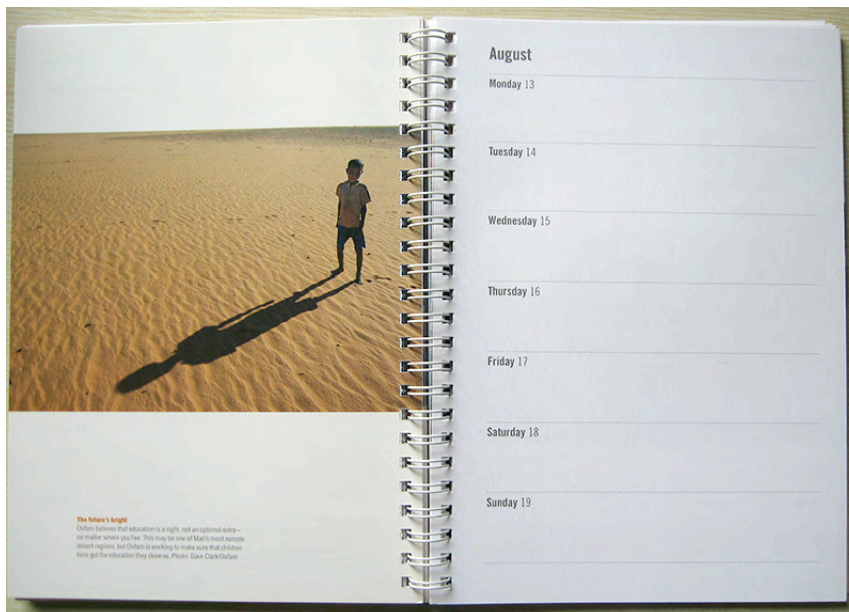 The future's bright
Oxfam believes that education is a right, not an optional extra—
no matter where you live. This may be one of Mali's most remote
desert regions, but Oxfam is working to make sure that children
here get the education they deserve. Photo: Dave Clark/Oxfam
August
Monday 13
Tuesday 14
Wednesday 15
Thursday 16
Friday 17
Saturday 18
Sunday 19